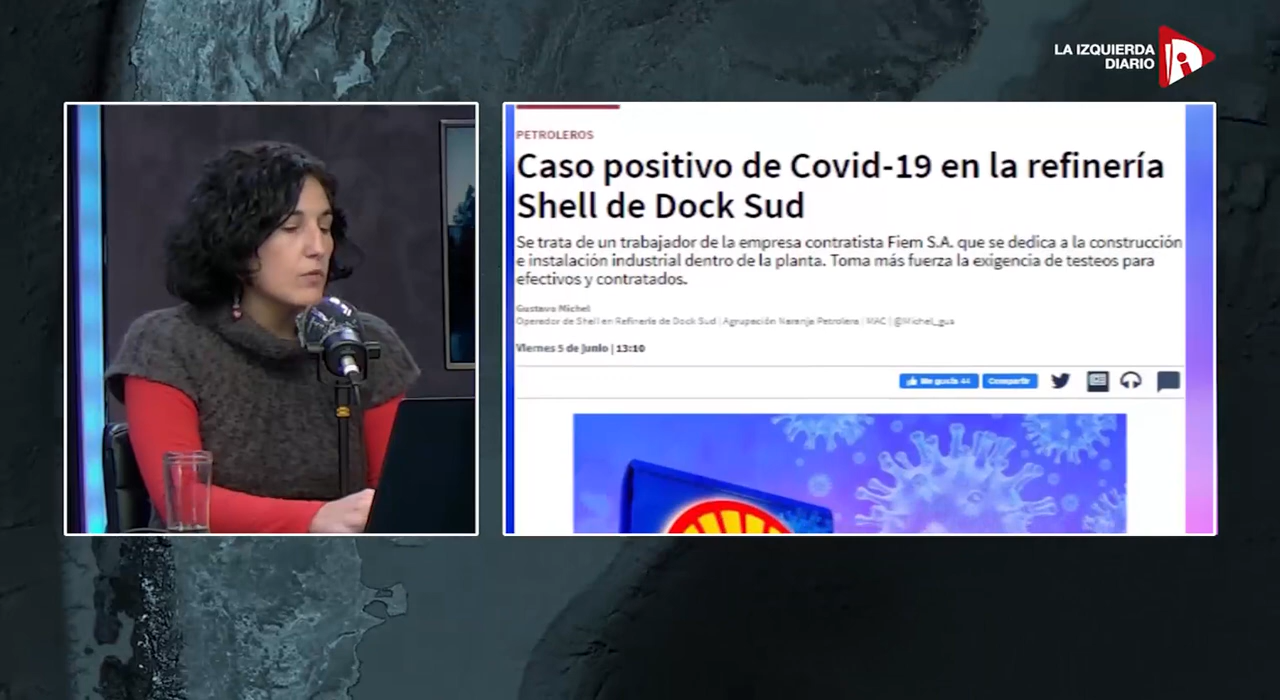 LA IZQUIERDA
DIARIO
PETROLEROS
Caso positivo de Covid-19 en la refinería
Shell de Dock Sud
Se trata de un trabajador de la empresa contratista Fiem S.A. que se dedica a la construcción
e instalación industrial dentro de la planta. Toma más fuerza la exigencia de testeos para
efectivos y contratados.
Gustavo Michel
Operador de Shell en Refinería de Dock Sud | Agrupación Naranja Petrolera | MAC | @Michel_gus
Viernes 5 de junio | 13:10
Me gusta 44 Compartir